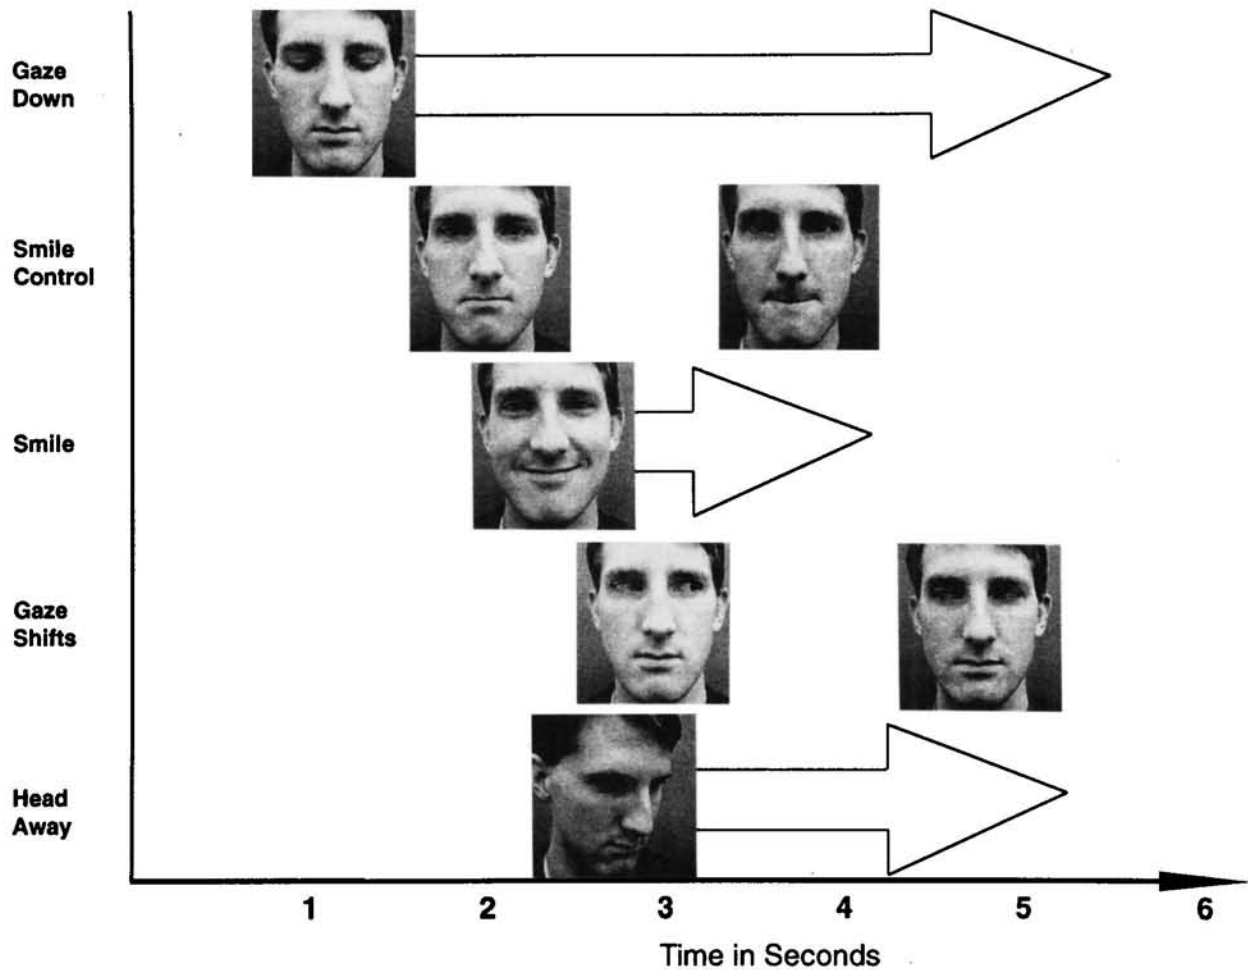 Gaze
Down
Smile
Control
Smile
Gaze
Shifts
Head
Away
1 2 3 4 5 6
Time in Seconds